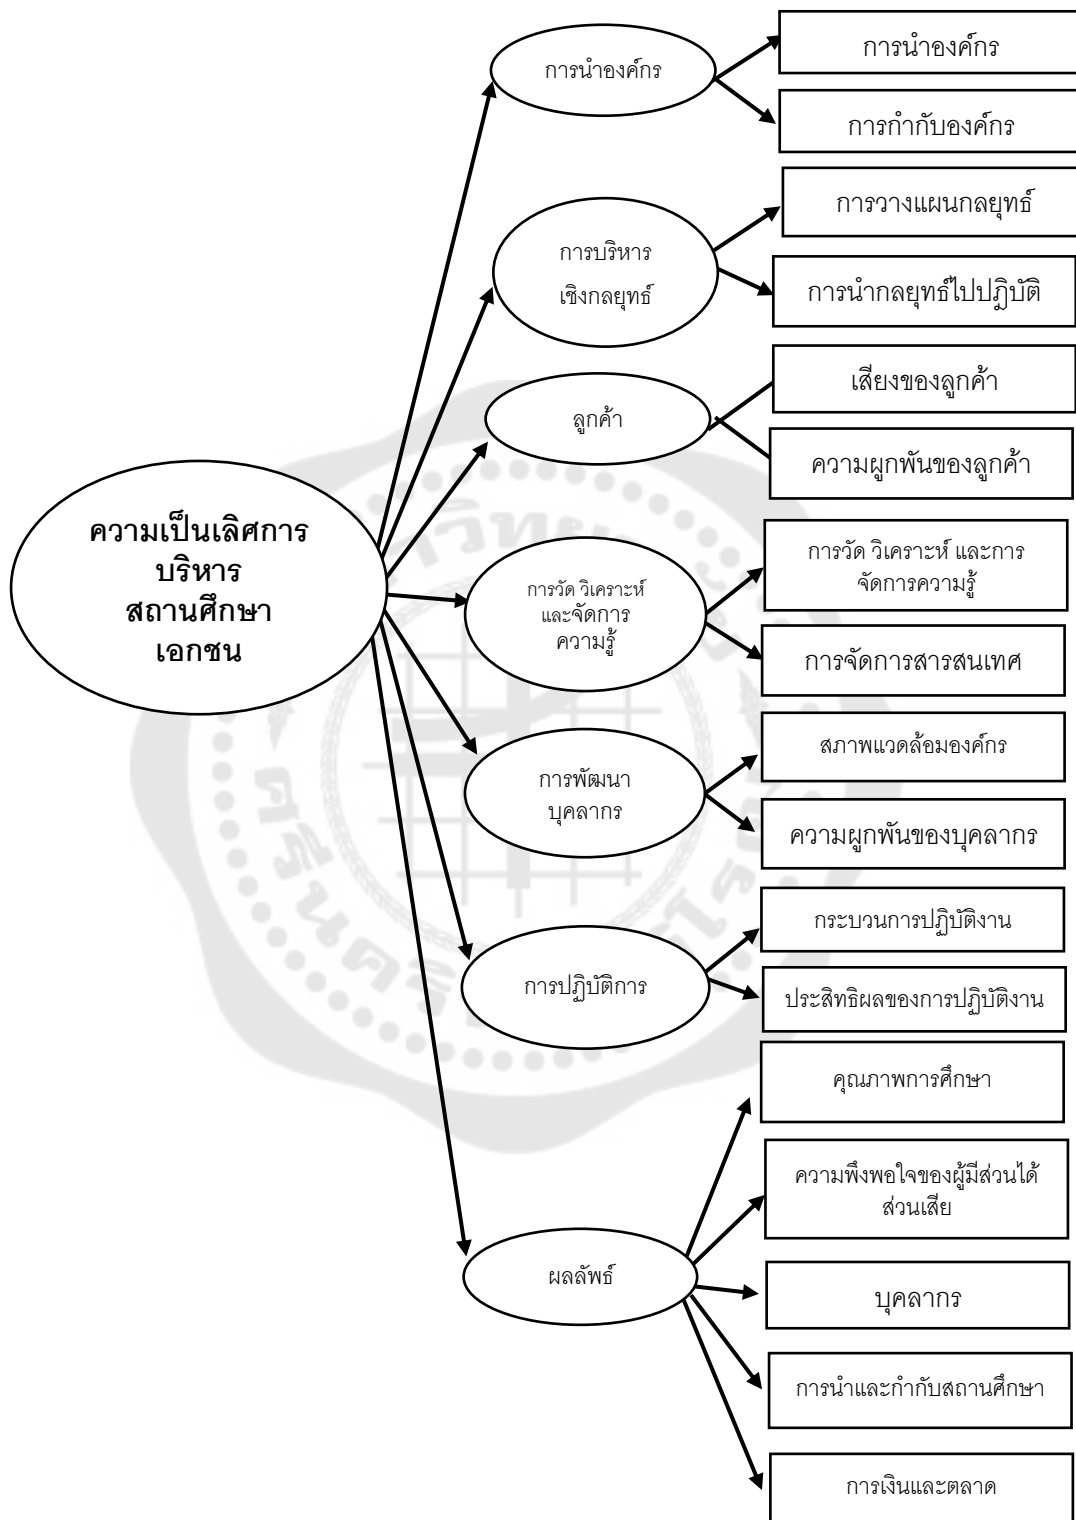 การนำองค์กร
การนำองค์กร
การกำกับองค์กร
การบริหาร
เชิงกลยุทธ์
การวางแผนกลยุทธ์
การนำกลยุทธ์ไปปฏิบัติ
ลูกค้า
เสียงของลูกค้า
ความผูกพันของลูกค้า
ความเป็นเลิศการ
บริหาร
สถานศึกษา
เอกชน
การวัด วิเคราะห์
และจัดการ
ความรู้
การวัด วิเคราะห์ และการ
จัดการความรู้
การจัดการสารสนเทศ
การพัฒนา
บุคลากร
สภาพแวดล้อมองค์กร
ความผูกพันของบุคลากร
การปฏิบัติการ
กระบวนการปฏิบัติงาน
ประสิทธิผลของการปฏิบัติงาน
ผลลัพธ์
คุณภาพการศึกษา
ความพึงพอใจของผู้มีส่วนได้
ส่วนเสีย
บุคลากร
การนำและกำกับสถานศึกษา
การเงินและตลาด